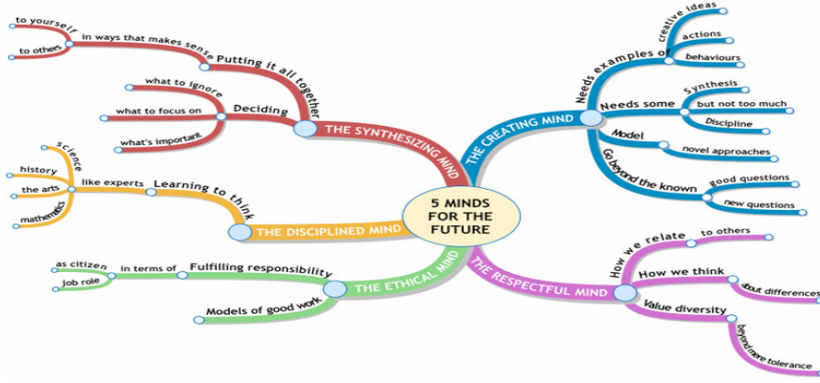 5 MINDS
FOR THE
FUTURE
THE SYNTHESIZING MIND
Putting it all together
in ways that makes sense
to yourself
to others
Deciding
what to ignore
what to focus on
what's important
THE DISCIPLINED MIND
Learning to think
like experts
science
history
the arts
mathematics
THE ETHICAL MIND
Fulfilling responsibility
in terms of
as citizen
job role
Models of good work
THE CREATING MIND
Needs examples of
creative ideas
actions
behaviours
Needs some
Synthesis
but not too much
Discipline
Model
novel approaches
Go beyond the known
good questions
new questions
THE RESPECTFUL MIND
How we relate
to others
How we think
about differences
Value diversity
beyond mere tolerance